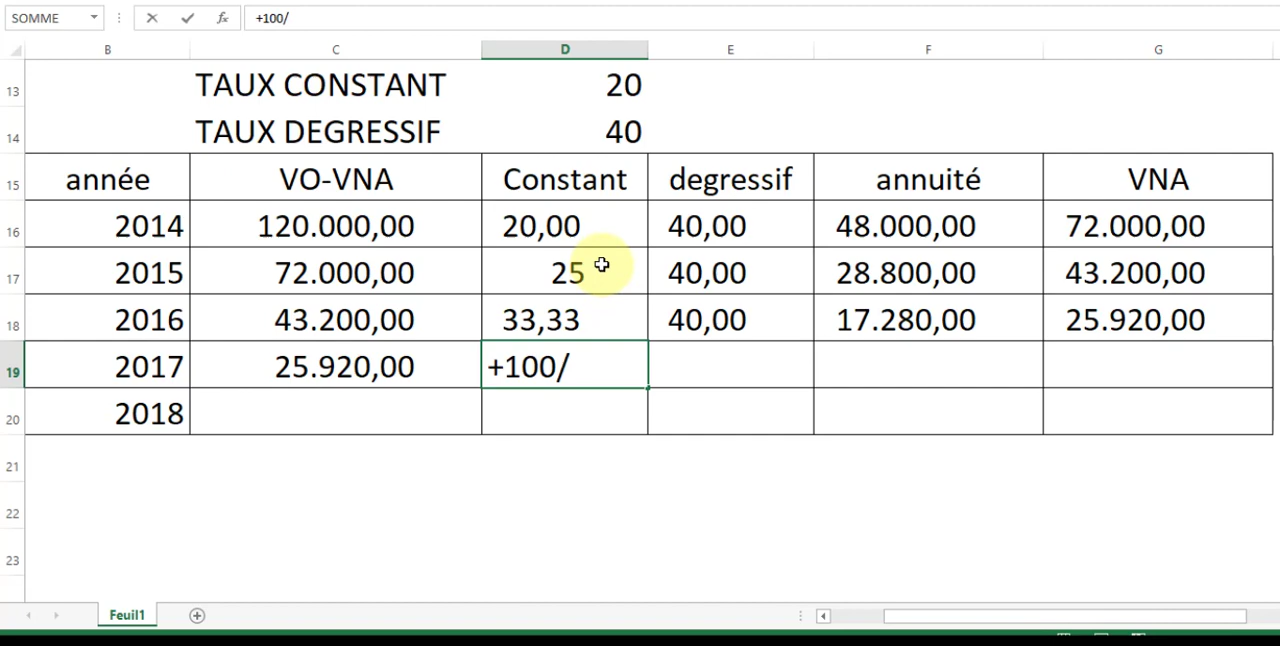 SOMME fx +100/
B C D E F G
13 TAUX CONSTANT 20
14 TAUX DEGRESSIF 40
15 année VO-VNA Constant degressif annuité VNA
16 2014 120.000,00 20,00 40,00 48.000,00 72.000,00
17 2015 72.000,00 25 40,00 28.800,00 43.200,00
18 2016 43.200,00 33,33 40,00 17.280,00 25.920,00
19 2017 25.920,00 +100/
20 2018
21
22
23
Feuil1